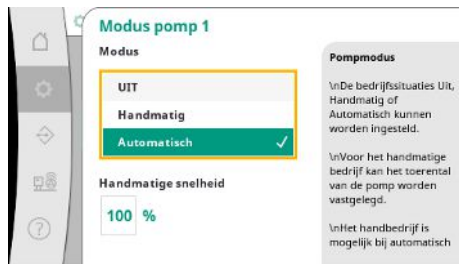 Modus pomp 1
Modus
UIT
Handmatig
Automatisch
Handmatige snelheid
100 %
Pompmodus
\nDe bedrijfssituaties Uit,
Handmatig of
Automatisch kunnen
worden ingesteld.
\nVoor het handmatige
bedrijf kan het toerental
van de pomp worden
vastgelegd.
\nHet handbedrijf is
mogelijk bij automatisch